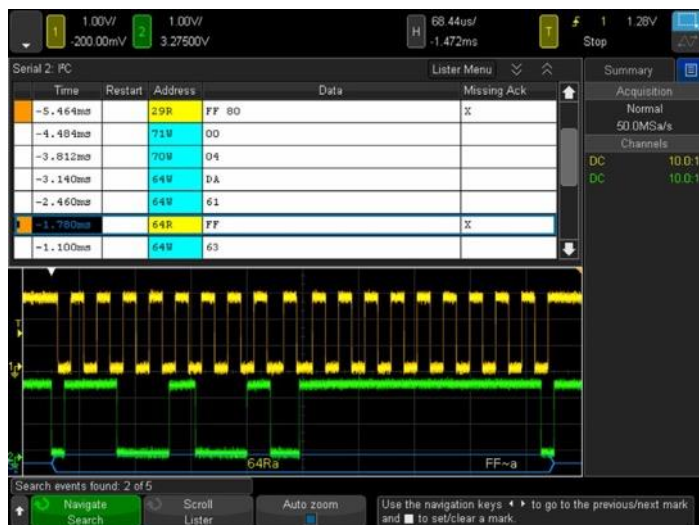 1 1.00V/ -200.00mV 2 1.00V/ 3.27500V H 68.44us/ -1.472ms T 1 1.28V Stop
Serial 2: I²C Lister Menu
Time Restart Address Data Missing Ack
-5.464ms 29R FF 80 X
-4.484ms 71W 00
-3.812ms 70W 04
-3.140ms 64W DA
-2.460ms 64W 61
-1.780ms 64R FF X
-1.100ms 64W 63
Summary
Acquisition
Normal
50.0MSa/s
Channels
DC 10.0:1
DC 10.0:1
T
64Ra FF~a
Search events found: 2 of 5
Navigate Search
Scroll Lister
Auto zoom
Use the navigation keys to go to the previous/next mark
and to set/clear a mark.